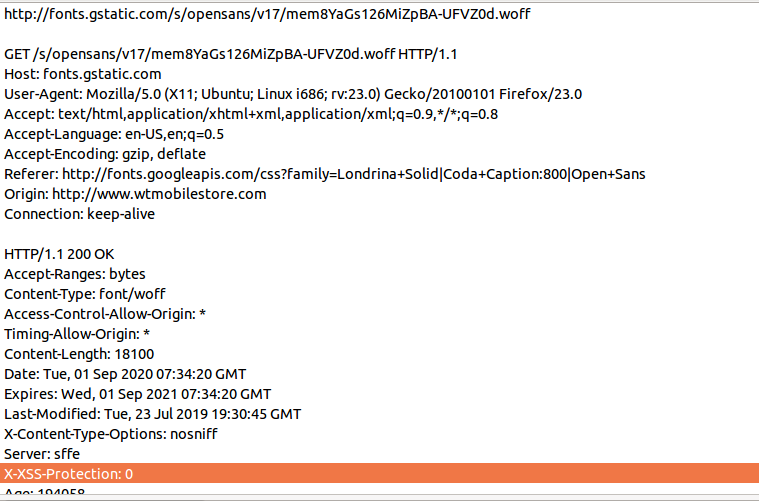 http://fonts.gstatic.com/s/opensans/v17/mem8YaGs126MiZpBA-UFVZ0d.woff
GET /s/opensans/v17/mem8YaGs126MiZpBA-UFVZ0d.woff HTTP/1.1
Host: fonts.gstatic.com
User-Agent: Mozilla/5.0 (X11; Ubuntu; Linux i686; rv:23.0) Gecko/20100101 Firefox/23.0
Accept: text/html,application/xhtml+xml,application/xml;q=0.9,*/*;q=0.8
Accept-Language: en-US,en;q=0.5
Accept-Encoding: gzip, deflate
Referer: http://fonts.googleapis.com/css?family=Londrina+Solid|Coda+Caption:800|Open+Sans
Origin: http://www.wtmobilestore.com
Connection: keep-alive
HTTP/1.1 200 OK
Accept-Ranges: bytes
Content-Type: font/woff
Access-Control-Allow-Origin: *
Timing-Allow-Origin: *
Content-Length: 18100
Date: Tue, 01 Sep 2020 07:34:20 GMT
Expires: Wed, 01 Sep 2021 07:34:20 GMT
Last-Modified: Tue, 23 Jul 2019 19:30:45 GMT
X-Content-Type-Options: nosniff
Server: sffe
X-XSS-Protection: 0
Age: 194058